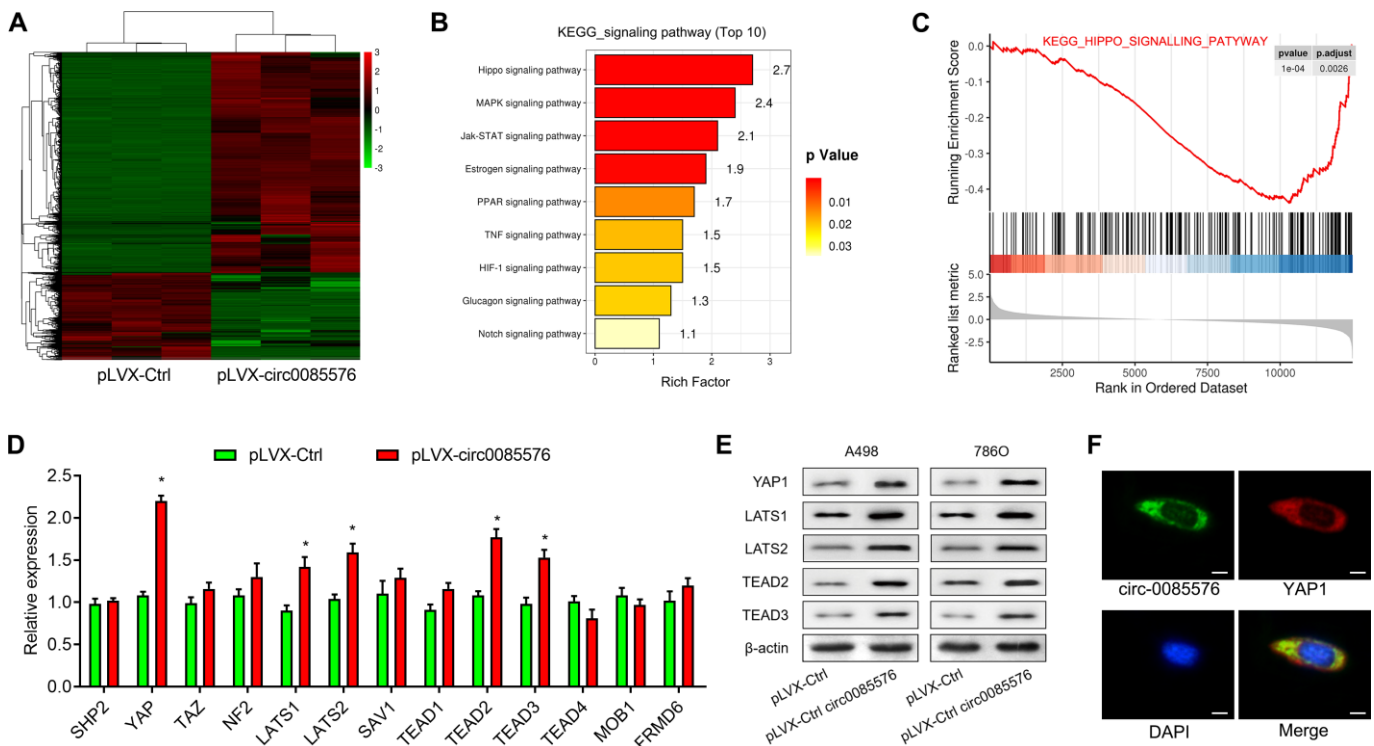 A
3
2
1
0
-1
-2
-3
pLVX-Ctrl
pLVX-circ0085576
B
KEGG_signaling pathway (Top 10)
Hippo signaling pathway
2.7
MAPK signaling pathway
2.4
Jak-STAT signaling pathway
2.1
Estrogen signaling pathway
1.9
PPAR signaling pathway
1.7
TNF signaling pathway
1.5
HIF-1 signaling pathway
1.5
Glucagon signaling pathway
1.3
Notch signaling pathway
1.1
0 1 2 3
Rich Factor
p Value
0.01
0.02
0.03
C
KEGG_HIPPO_SIGNALLING_PATYWAY
pvalue p.adjust
1e-04 0.0026
Running Enrichment Score
0.0
-0.1
-0.2
-0.3
-0.4
Ranked list metric
5.0
2.5
0.0
-2.5
2500 5000 7500 10000
Rank in Ordered Dataset
D
pLVX-Ctrl pLVX-circ0085576
Relative expression
2.5
2.0
1.5
1.0
0.5
0.0
* * * * *
SHP2 YAP TAZ NF2 LATS1 LATS2 SAV1 TEAD1 TEAD2 TEAD3 TEAD4 MOB1 FRMD6
E
A498 786O
YAP1
LATS1
LATS2
TEAD2
TEAD3
β-actin
pLVX-Ctrl pLVX-Ctrl circ0085576 pLVX-Ctrl pLVX-Ctrl circ0085576
F
circ-0085576 YAP1
DAPI Merge